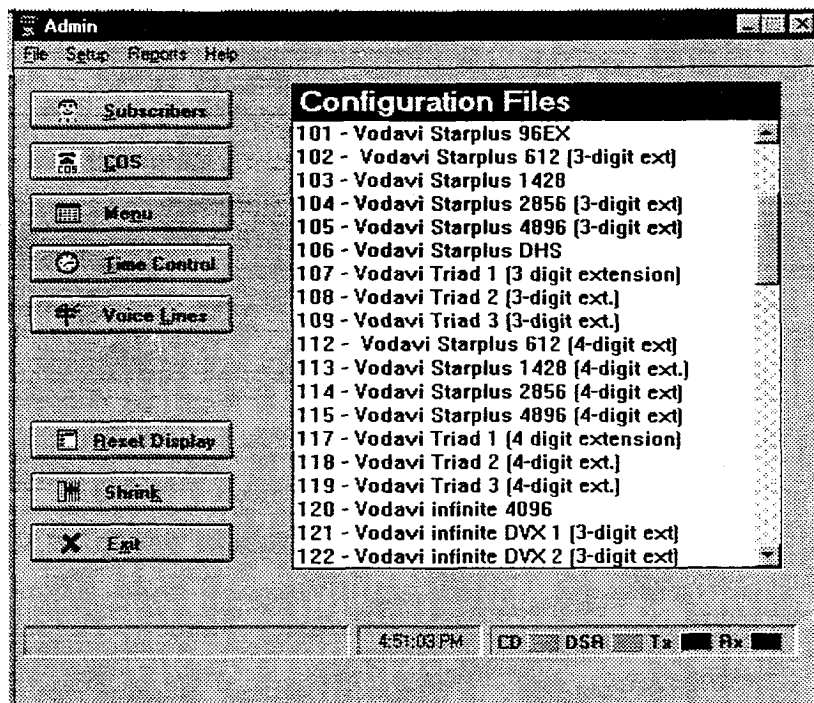 Admin
File Setup Reports Help
Subscribers
COS
COS
Menu
Time Control
Voice Lines
Reset Display
Shrink
Exit
Configuration Files
101 - Vodavi Starplus 96EX
102 - Vodavi Starplus 612 (3-digit ext)
103 - Vodavi Starplus 1428
104 - Vodavi Starplus 2856 (3-digit ext)
105 - Vodavi Starplus 4896 (3-digit ext)
106 - Vodavi Starplus DHS
107 - Vodavi Triad 1 (3 digit extension)
108 - Vodavi Triad 2 (3-digit ext.)
109 - Vodavi Triad 3 (3-digit ext.)
112 - Vodavi Starplus 612 (4-digit ext)
113 - Vodavi Starplus 1428 (4-digit ext.)
114 - Vodavi Starplus 2856 (4-digit ext)
115 - Vodavi Starplus 4896 (4-digit ext)
117 - Vodavi Triad 1 (4 digit extension)
118 - Vodavi Triad 2 (4-digit ext.)
119 - Vodavi Triad 3 (4-digit ext.)
120 - Vodavi infinite 4096
121 - Vodavi infinite DVX 1 (3-digit ext)
122 - Vodavi infinite DVX 2 (3-digit ext)
4:51:03 PM CD DSR Tx Rx